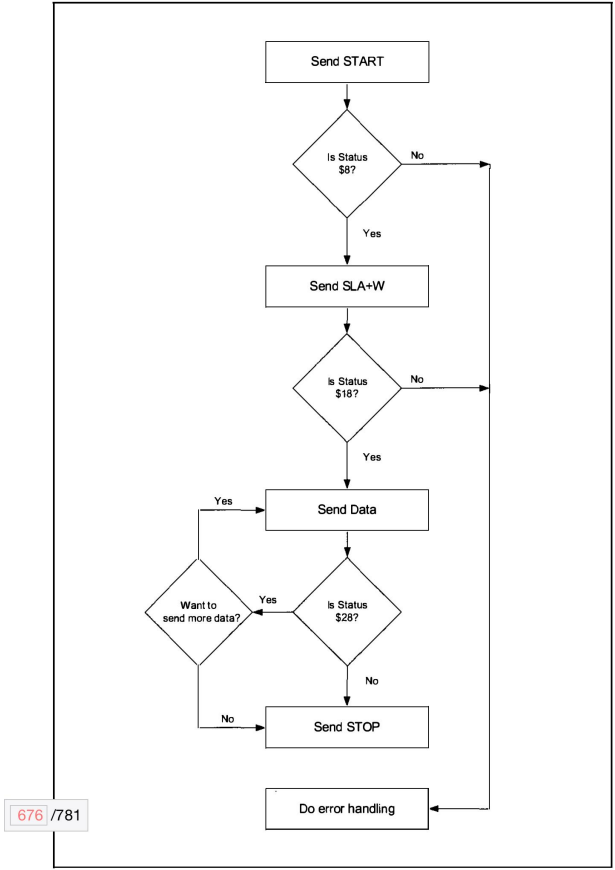 Send START
Is Status
$8?
No
Yes
Send SLA+W
Is Status
$18?
No
Yes
Send Data
Yes
Want to
send more data?
Yes
Is Status
$28?
No
No
Send STOP
Do error handling
676 /781